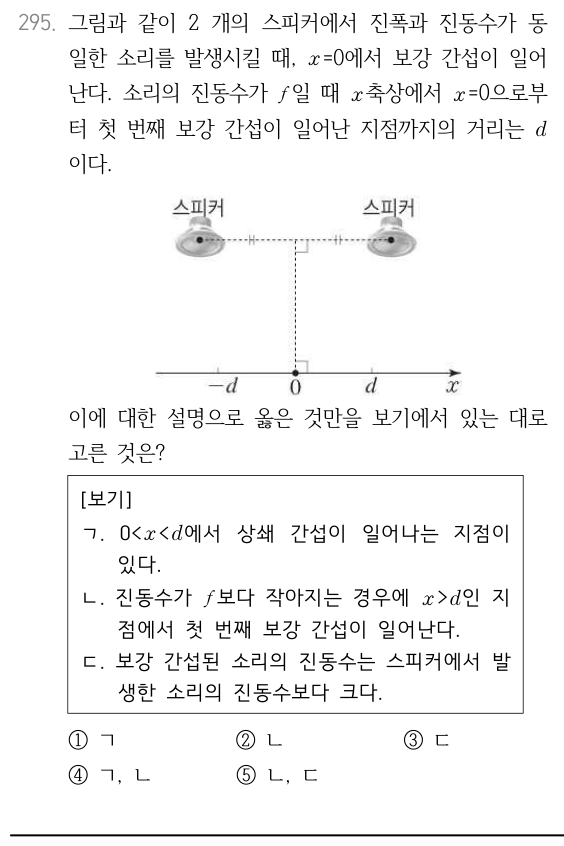 295. 그림과 같이 2 개의 스피커에서 진폭과 진동수가 동
일한 소리를 발생시킬 때, x=0에서 보강 간섭이 일어
난다. 소리의 진동수가 f일 때 x축상에서 x=0으로부
터 첫 번째 보강 간섭이 일어난 지점까지의 거리는 d
이다.
스피커 스피커
-d 0 d x
이에 대한 설명으로 옳은 것만을 보기에서 있는 대로
고른 것은?
[보기]
ㄱ. 0<x<d에서 상쇄 간섭이 일어나는 지점이
있다.
ㄴ. 진동수가 f보다 작아지는 경우에 x>d인 지
점에서 첫 번째 보강 간섭이 일어난다.
ㄷ. 보강 간섭된 소리의 진동수는 스피커에서 발
생한 소리의 진동수보다 크다.
① ㄱ ② ㄴ ③ ㄷ
④ ㄱ, ㄴ ⑤ ㄴ, ㄷ